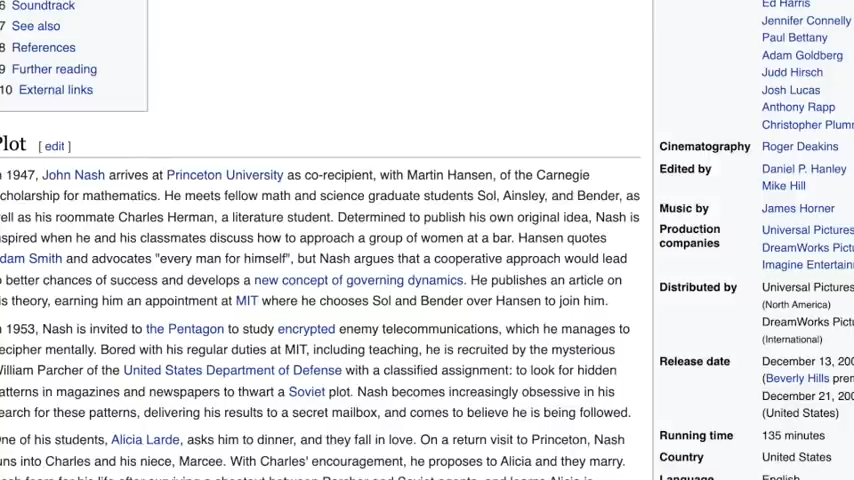 6 Soundtrack
7 See also
8 References
9 Further reading
10 External links
Plot [ edit ]
1947, John Nash arrives at Princeton University as co-recipient, with Martin Hansen, of the Carnegie
scholarship for mathematics. He meets fellow math and science graduate students Sol, Ainsley, and Bender, as
well as his roommate Charles Herman, a literature student. Determined to publish his own original idea, Nash is
inspired when he and his classmates discuss how to approach a group of women at a bar. Hansen quotes
Adam Smith and advocates "every man for himself", but Nash argues that a cooperative approach would lead
to better chances of success and develops a new concept of governing dynamics. He publishes an article on
his theory, earning him an appointment at MIT where he chooses Sol and Bender over Hansen to join him.
1953, Nash is invited to the Pentagon to study encrypted enemy telecommunications, which he manages to
decipher mentally. Bored with his regular duties at MIT, including teaching, he is recruited by the mysterious
William Parcher of the United States Department of Defense with a classified assignment: to look for hidden
patterns in magazines and newspapers to thwart a Soviet plot. Nash becomes increasingly obsessive in his
search for these patterns, delivering his results to a secret mailbox, and comes to believe he is being followed.
One of his students, Alicia Larde, asks him to dinner, and they fall in love. On a return visit to Princeton, Nash
runs into Charles and his niece, Marcee. With Charles' encouragement, he proposes to Alicia and they marry.
Ed Harris
Jennifer Connelly
Paul Bettany
Adam Goldberg
Judd Hirsch
Josh Lucas
Anthony Rapp
Christopher Plumm
Cinematography Roger Deakins
Edited by Daniel P. Hanley
Mike Hill
Music by James Horner
Production companies Universal Pictures
DreamWorks Pictu
Imagine Entertain
Distributed by Universal Pictures
(North America)
DreamWorks Pictu
(International)
Release date December 13, 200
(Beverly Hills prem
December 21, 200
(United States)
Running time 135 minutes
Country United States
Language English